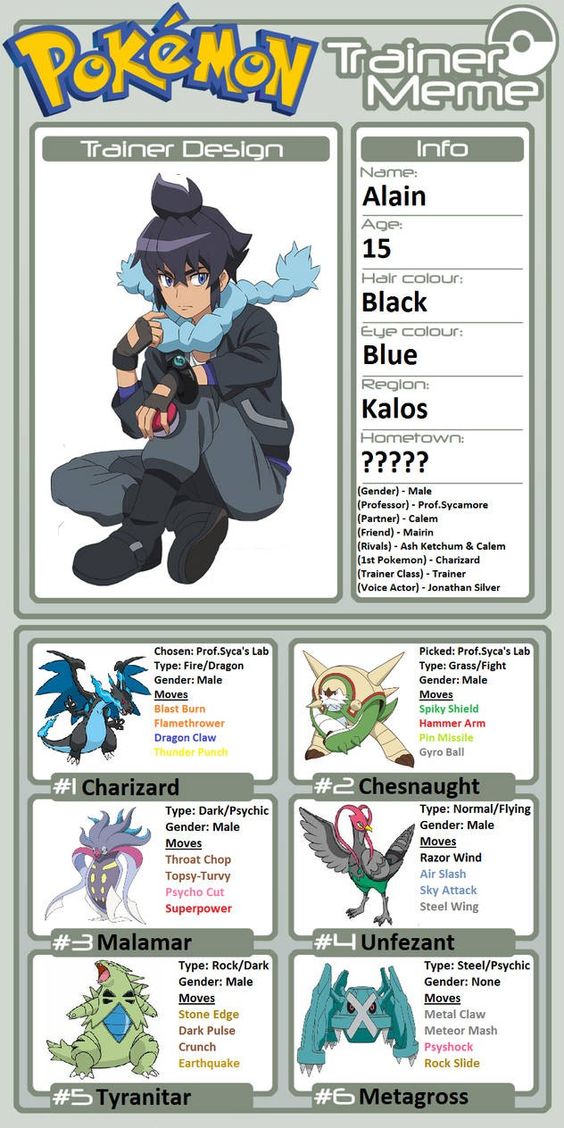 POKéMON
Trainer
Meme
Trainer Design
Info
Name:
Alain
Age:
15
Hair colour:
Black
Eye colour:
Blue
Region:
Kalos
Hometown:
?????
(Gender) - Male
(Professor) - Prof.Sycamore
(Partner) - Calem
(Friend) - Mairin
(Rivals) - Ash Ketchum & Calem
(1st Pokemon) - Charizard
(Trainer Class) - Trainer
(Voice Actor) - Jonathan Silver
Chosen: Prof.Syca's Lab
Type: Fire/Dragon
Gender: Male
Moves
Blast Burn
Flamethrower
Dragon Claw
Thunder Punch
#1 Charizard
Picked: Prof.Syca's Lab
Type: Grass/Fight
Gender: Male
Moves
Spiky Shield
Hammer Arm
Pin Missile
Gyro Ball
#2 Chesnaught
Type: Dark/Psychic
Gender: Male
Moves
Throat Chop
Topsy-Turvy
Psycho Cut
Superpower
#3 Malamar
Type: Normal/Flying
Gender: Male
Moves
Razor Wind
Air Slash
Sky Attack
Steel Wing
#4 Unfezant
Type: Rock/Dark
Gender: Male
Moves
Stone Edge
Dark Pulse
Crunch
Earthquake
#5 Tyranitar
Type: Steel/Psychic
Gender: None
Moves
Metal Claw
Meteor Mash
Psyshock
Rock Slide
#6 Metagross